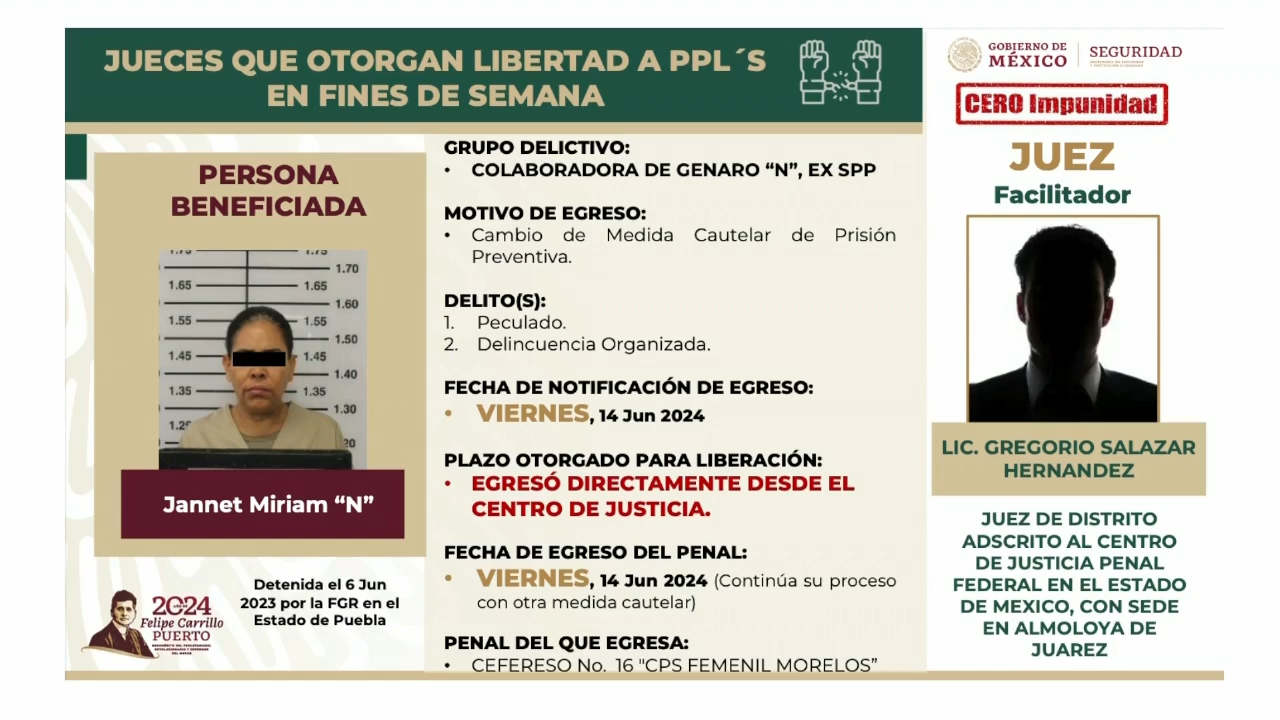 JUECES QUE OTORGAN LIBERTAD A PPL´S
EN FINES DE SEMANA
GOBIERNO DE
MÉXICO
SEGURIDAD
CERO Impunidad
JUEZ
Facilitador
LIC. GREGORIO SALAZAR
HERNANDEZ
JUEZ DE DISTRITO
ADSCRITO AL CENTRO
DE JUSTICIA PENAL
FEDERAL EN EL ESTADO
DE MEXICO, CON SEDE
EN ALMOLOYA DE
JUAREZ
PERSONA
BENEFICIADA
1.75 1.75
1.70
1.65 1.65
1.60
1.55 1.55
1.50
1.45 1.45
1.40
1.35 1.35
1.30
1.25
20
Jannet Miriam “N”
Detenida el 6 Jun
2023 por la FGR en el
Estado de Puebla
2024
Felipe Carrillo
PUERTO
GRUPO DELICTIVO:
• COLABORADORA DE GENARO “N”, EX SPP
MOTIVO DE EGRESO:
• Cambio de Medida Cautelar de Prisión
Preventiva.
DELITO(S):
1. Peculado.
2. Delincuencia Organizada.
FECHA DE NOTIFICACIÓN DE EGRESO:
• VIERNES, 14 Jun 2024
PLAZO OTORGADO PARA LIBERACIÓN:
• EGRESÓ DIRECTAMENTE DESDE EL
CENTRO DE JUSTICIA.
FECHA DE EGRESO DEL PENAL:
• VIERNES, 14 Jun 2024 (Continúa su proceso
con otra medida cautelar)
PENAL DEL QUE EGRESA:
• CEFERESO No. 16 "CPS FEMENIL MORELOS”